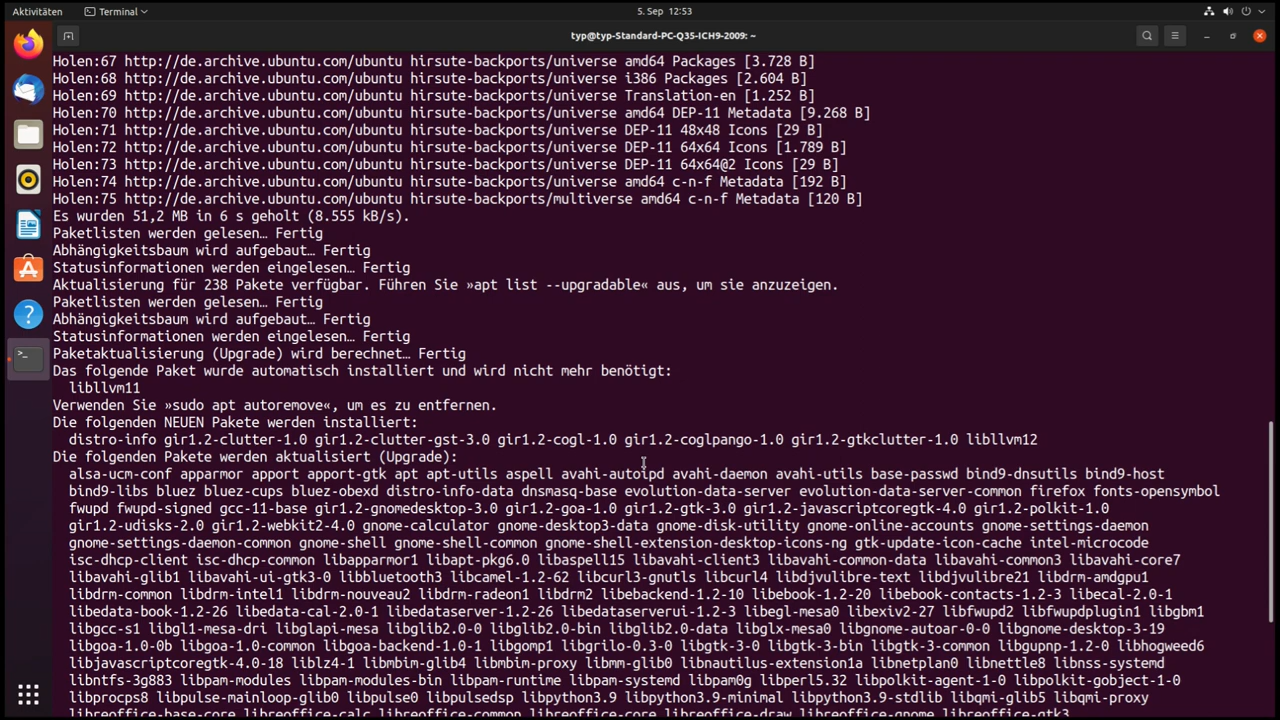 Aktivitäten
Terminal
5. Sep 12:53
typ@typ-Standard-PC-Q35-ICH9-2009: ~
Holen:67 http://de.archive.ubuntu.com/ubuntu hirsute-backports/universe amd64 Packages [3.728 B]
Holen:68 http://de.archive.ubuntu.com/ubuntu hirsute-backports/universe i386 Packages [2.604 B]
Holen:69 http://de.archive.ubuntu.com/ubuntu hirsute-backports/universe Translation-en [1.252 B]
Holen:70 http://de.archive.ubuntu.com/ubuntu hirsute-backports/universe amd64 DEP-11 Metadata [9.268 B]
Holen:71 http://de.archive.ubuntu.com/ubuntu hirsute-backports/universe DEP-11 48x48 Icons [29 B]
Holen:72 http://de.archive.ubuntu.com/ubuntu hirsute-backports/universe DEP-11 64x64 Icons [1.789 B]
Holen:73 http://de.archive.ubuntu.com/ubuntu hirsute-backports/universe DEP-11 64x64@2 Icons [29 B]
Holen:74 http://de.archive.ubuntu.com/ubuntu hirsute-backports/universe amd64 c-n-f Metadata [192 B]
Holen:75 http://de.archive.ubuntu.com/ubuntu hirsute-backports/multiverse amd64 c-n-f Metadata [120 B]
Es wurden 51,2 MB in 6 s geholt (8.555 kB/s).
Paketlisten werden gelesen… Fertig
Abhängigkeitsbaum wird aufgebaut… Fertig
Statusinformationen werden eingelesen… Fertig
Aktualisierung für 238 Pakete verfügbar. Führen Sie »apt list --upgradable« aus, um sie anzuzeigen.
Paketlisten werden gelesen… Fertig
Abhängigkeitsbaum wird aufgebaut… Fertig
Statusinformationen werden eingelesen… Fertig
Paketaktualisierung (Upgrade) wird berechnet… Fertig
Das folgende Paket wurde automatisch installiert und wird nicht mehr benötigt:
libllvm11
Verwenden Sie »sudo apt autoremove«, um es zu entfernen.
Die folgenden NEUEN Pakete werden installiert:
distro-info gir1.2-clutter-1.0 gir1.2-clutter-gst-3.0 gir1.2-cogl-1.0 gir1.2-coglpango-1.0 gir1.2-gtkclutter-1.0 libllvm12
Die folgenden Pakete werden aktualisiert (Upgrade):
alsa-ucm-conf apparmor apport apport-gtk apt apt-utils aspell avahi-autoipd avahi-daemon avahi-utils base-passwd bind9-dnsutils bind9-host
bind9-libs bluez bluez-cups bluez-obexd distro-info-data dnsmasq-base evolution-data-server evolution-data-server-common firefox fonts-opensymbol
fwupd fwupd-signed gcc-11-base gir1.2-gnomedesktop-3.0 gir1.2-goa-1.0 gir1.2-gtk-3.0 gir1.2-javascriptcoregtk-4.0 gir1.2-polkit-1.0
gir1.2-udisks-2.0 gir1.2-webkit2-4.0 gnome-calculator gnome-desktop3-data gnome-disk-utility gnome-online-accounts gnome-settings-daemon
gnome-settings-daemon-common gnome-shell gnome-shell-common gnome-shell-extension-desktop-icons-ng gtk-update-icon-cache intel-microcode
isc-dhcp-client isc-dhcp-common libapparmor1 libapt-pkg6.0 libaspell15 libavahi-client3 libavahi-common-data libavahi-common3 libavahi-core7
libavahi-glib1 libavahi-ui-gtk3-0 libbluetooth3 libcamel-1.2-62 libcurl3-gnutls libcurl4 libdjvulibre-text libdjvulibre21 libdrm-amdgpu1
libdrm-common libdrm-intel1 libdrm-nouveau2 libdrm-radeon1 libdrm2 libebackend-1.2-10 libebook-1.2-20 libebook-contacts-1.2-3 libecal-2.0-1
libedata-book-1.2-26 libedata-cal-2.0-1 libedataserver-1.2-26 libedataserverui-1.2-3 libegl-mesa0 libexiv2-27 libfwupd2 libfwupdplugin1 libgbm1
libgcc-s1 libgl1-mesa-dri libglapi-mesa libglib2.0-0 libglib2.0-bin libglib2.0-data libglx-mesa0 libgnome-autoar-0-0 libgnome-desktop-3-19
libgoa-1.0-0b libgoa-1.0-common libgoa-backend-1.0-1 libgomp1 libgrilo-0.3-0 libgtk-3-0 libgtk-3-bin libgtk-3-common libgupnp-1.2-0 libhogweed6
libjavascriptcoregtk-4.0-18 liblz4-1 libmbim-glib4 libmbim-proxy libmm-glib0 libnautilus-extension1a libnetplan0 libnettle8 libnss-systemd
libntfs-3g883 libpam-modules libpam-modules-bin libpam-runtime libpam-systemd libpam0g libperl5.32 libpolkit-agent-1-0 libpolkit-gobject-1-0
libprocps8 libpulse-mainloop-glib0 libpulse0 libpulsedsp libpython3.9 libpython3.9-minimal libpython3.9-stdlib libqmi-glib5 libqmi-proxy
libreoffice-base-core libreoffice-calc libreoffice-common libreoffice-core libreoffice-draw libreoffice-gnome libreoffice-gtk3